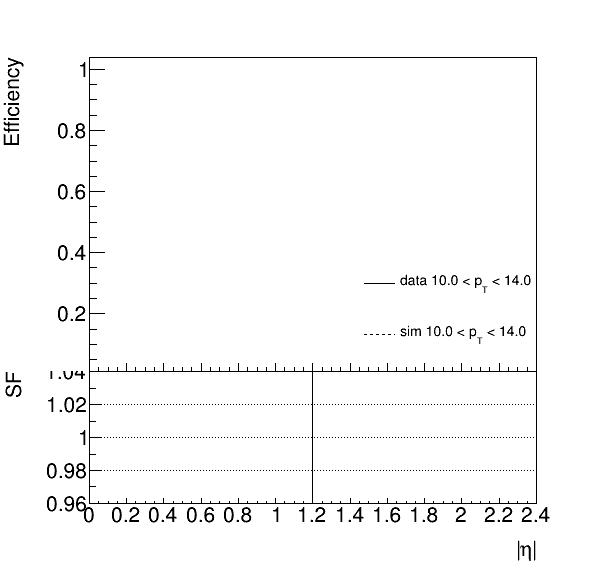 Efficiency
1
0.8
0.6
0.4
0.2
data 10.0 < p_T < 14.0
sim 10.0 < p_T < 14.0
SF
1.04
1.02
1
0.98
0.96
0 0.2 0.4 0.6 0.8 1 1.2 1.4 1.6 1.8 2 2.2 2.4
|η|